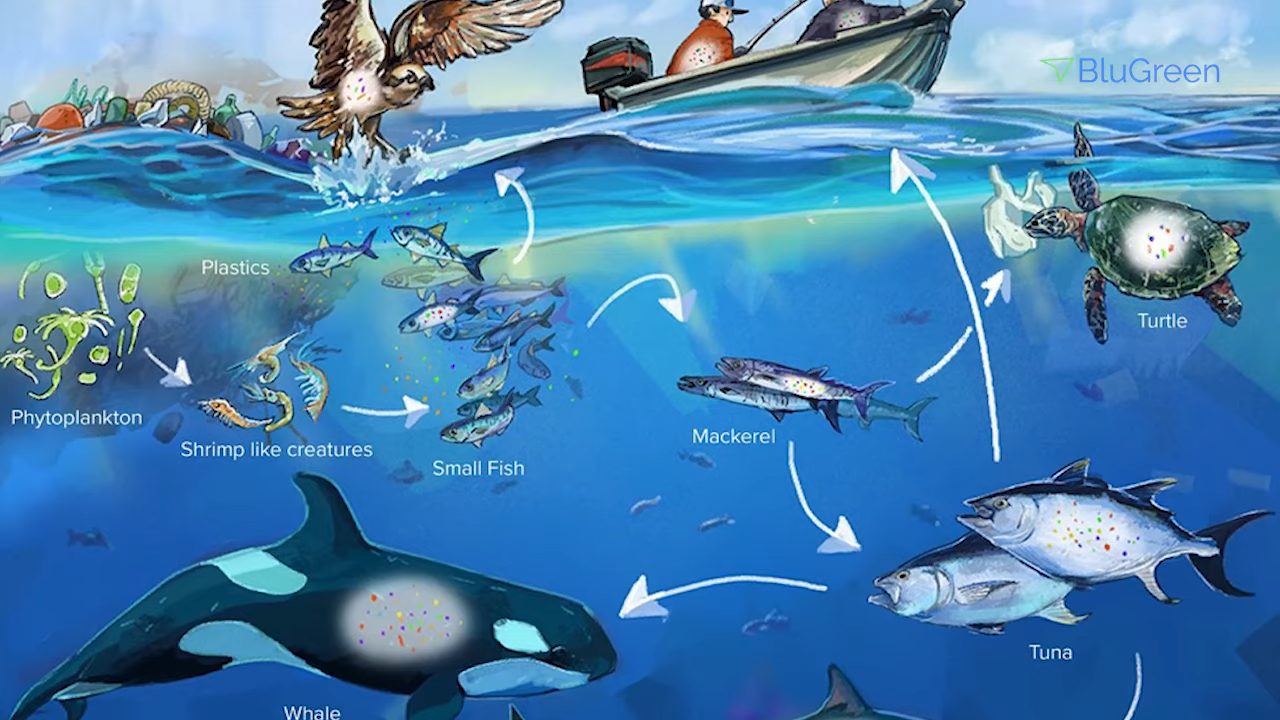 BluGreen
Plastics
Turtle
Phytoplankton
Shrimp like creatures
Small Fish
Mackerel
Tuna
Whale